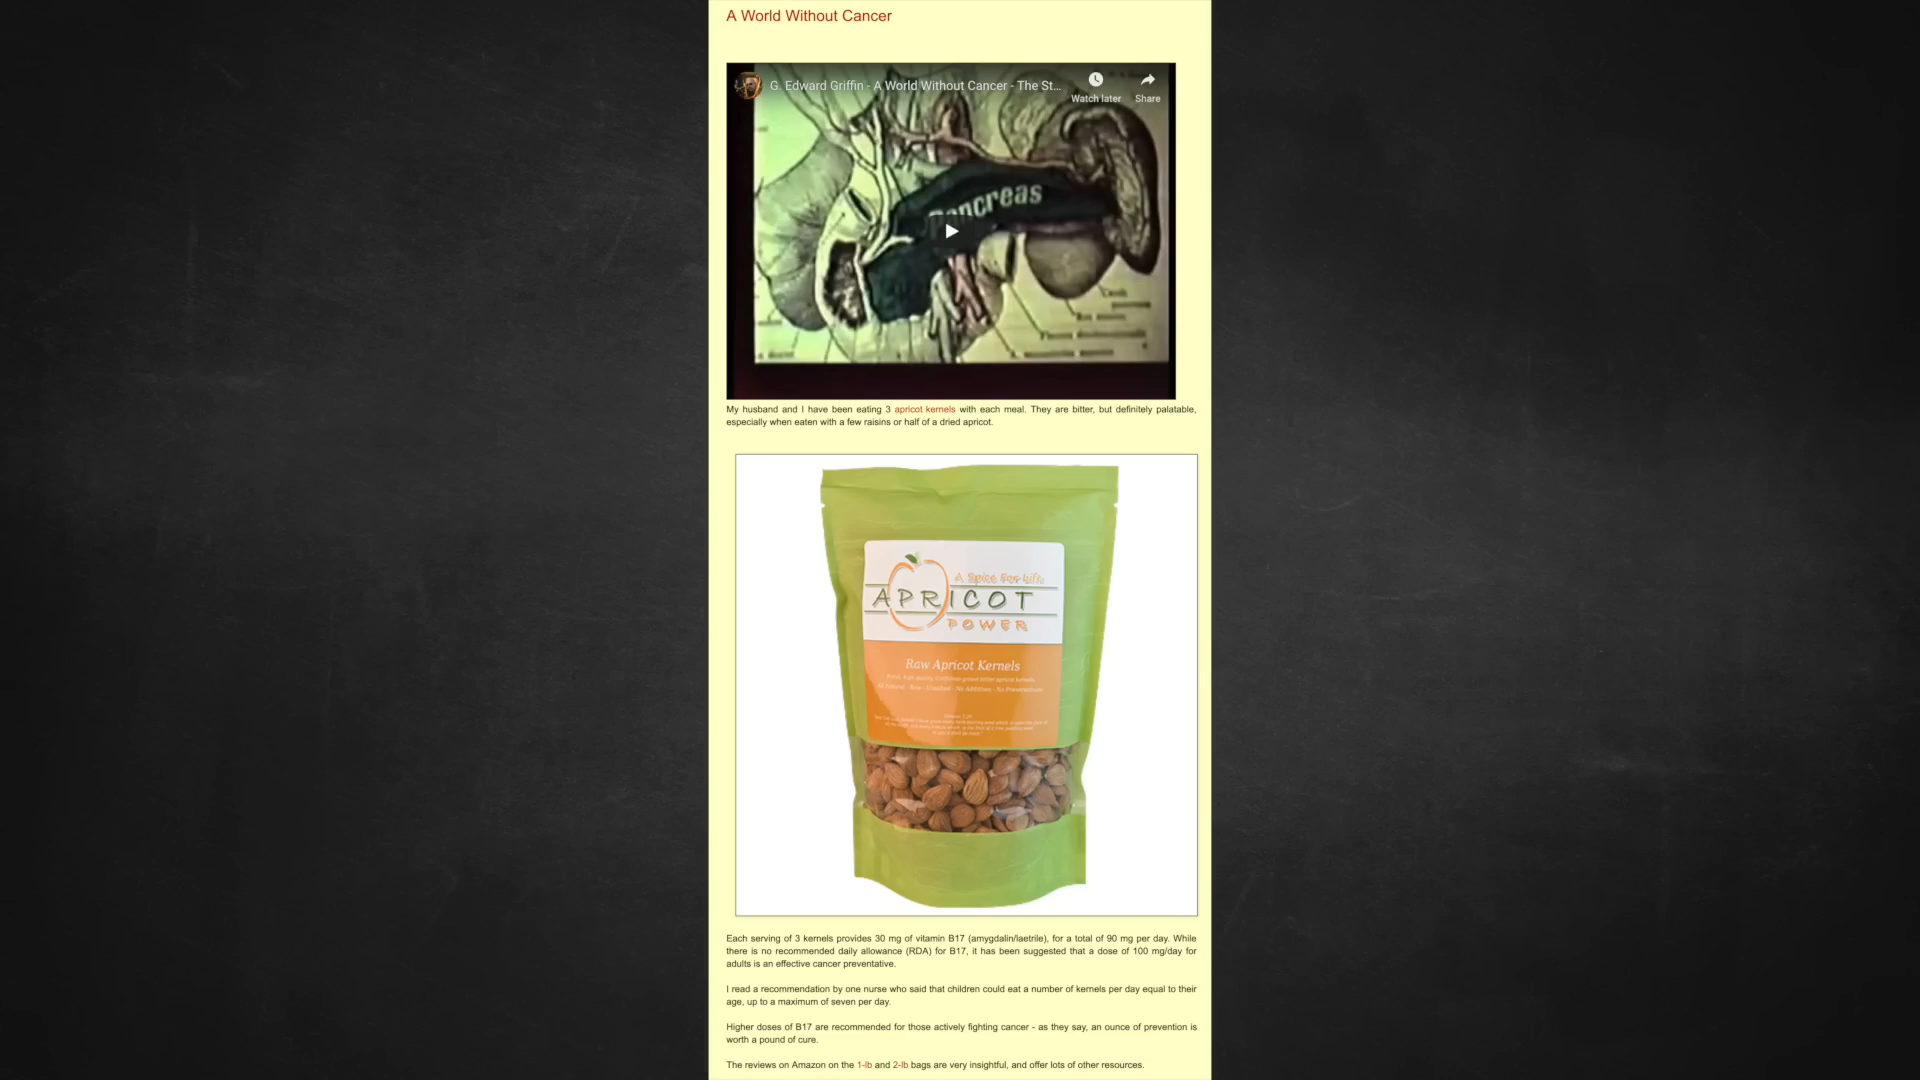 A World Without Cancer
G. Edward Griffin - A World Without Cancer - The St...
Watch later
Share
Pancreas
My husband and I have been eating 3 apricot kernels with each meal. They are bitter, but definitely palatable,
especially when eaten with a few raisins or half of a dried apricot.
A Spice For Life
APRICOT
POWER
Raw Apricot Kernels
Each serving of 3 kernels provides 30 mg of vitamin B17 (amygdalin/laetrile), for a total of 90 mg per day. While
there is no recommended daily allowance (RDA) for B17, it has been suggested that a dose of 100 mg/day for
adults is an effective cancer preventative.
I read a recommendation by one nurse who said that children could eat a number of kernels per day equal to their
age, up to a maximum of seven per day.
Higher doses of B17 are recommended for those actively fighting cancer - as they say, an ounce of prevention is
worth a pound of cure.
The reviews on Amazon on the 1-lb and 2-lb bags are very insightful, and offer lots of other resources.